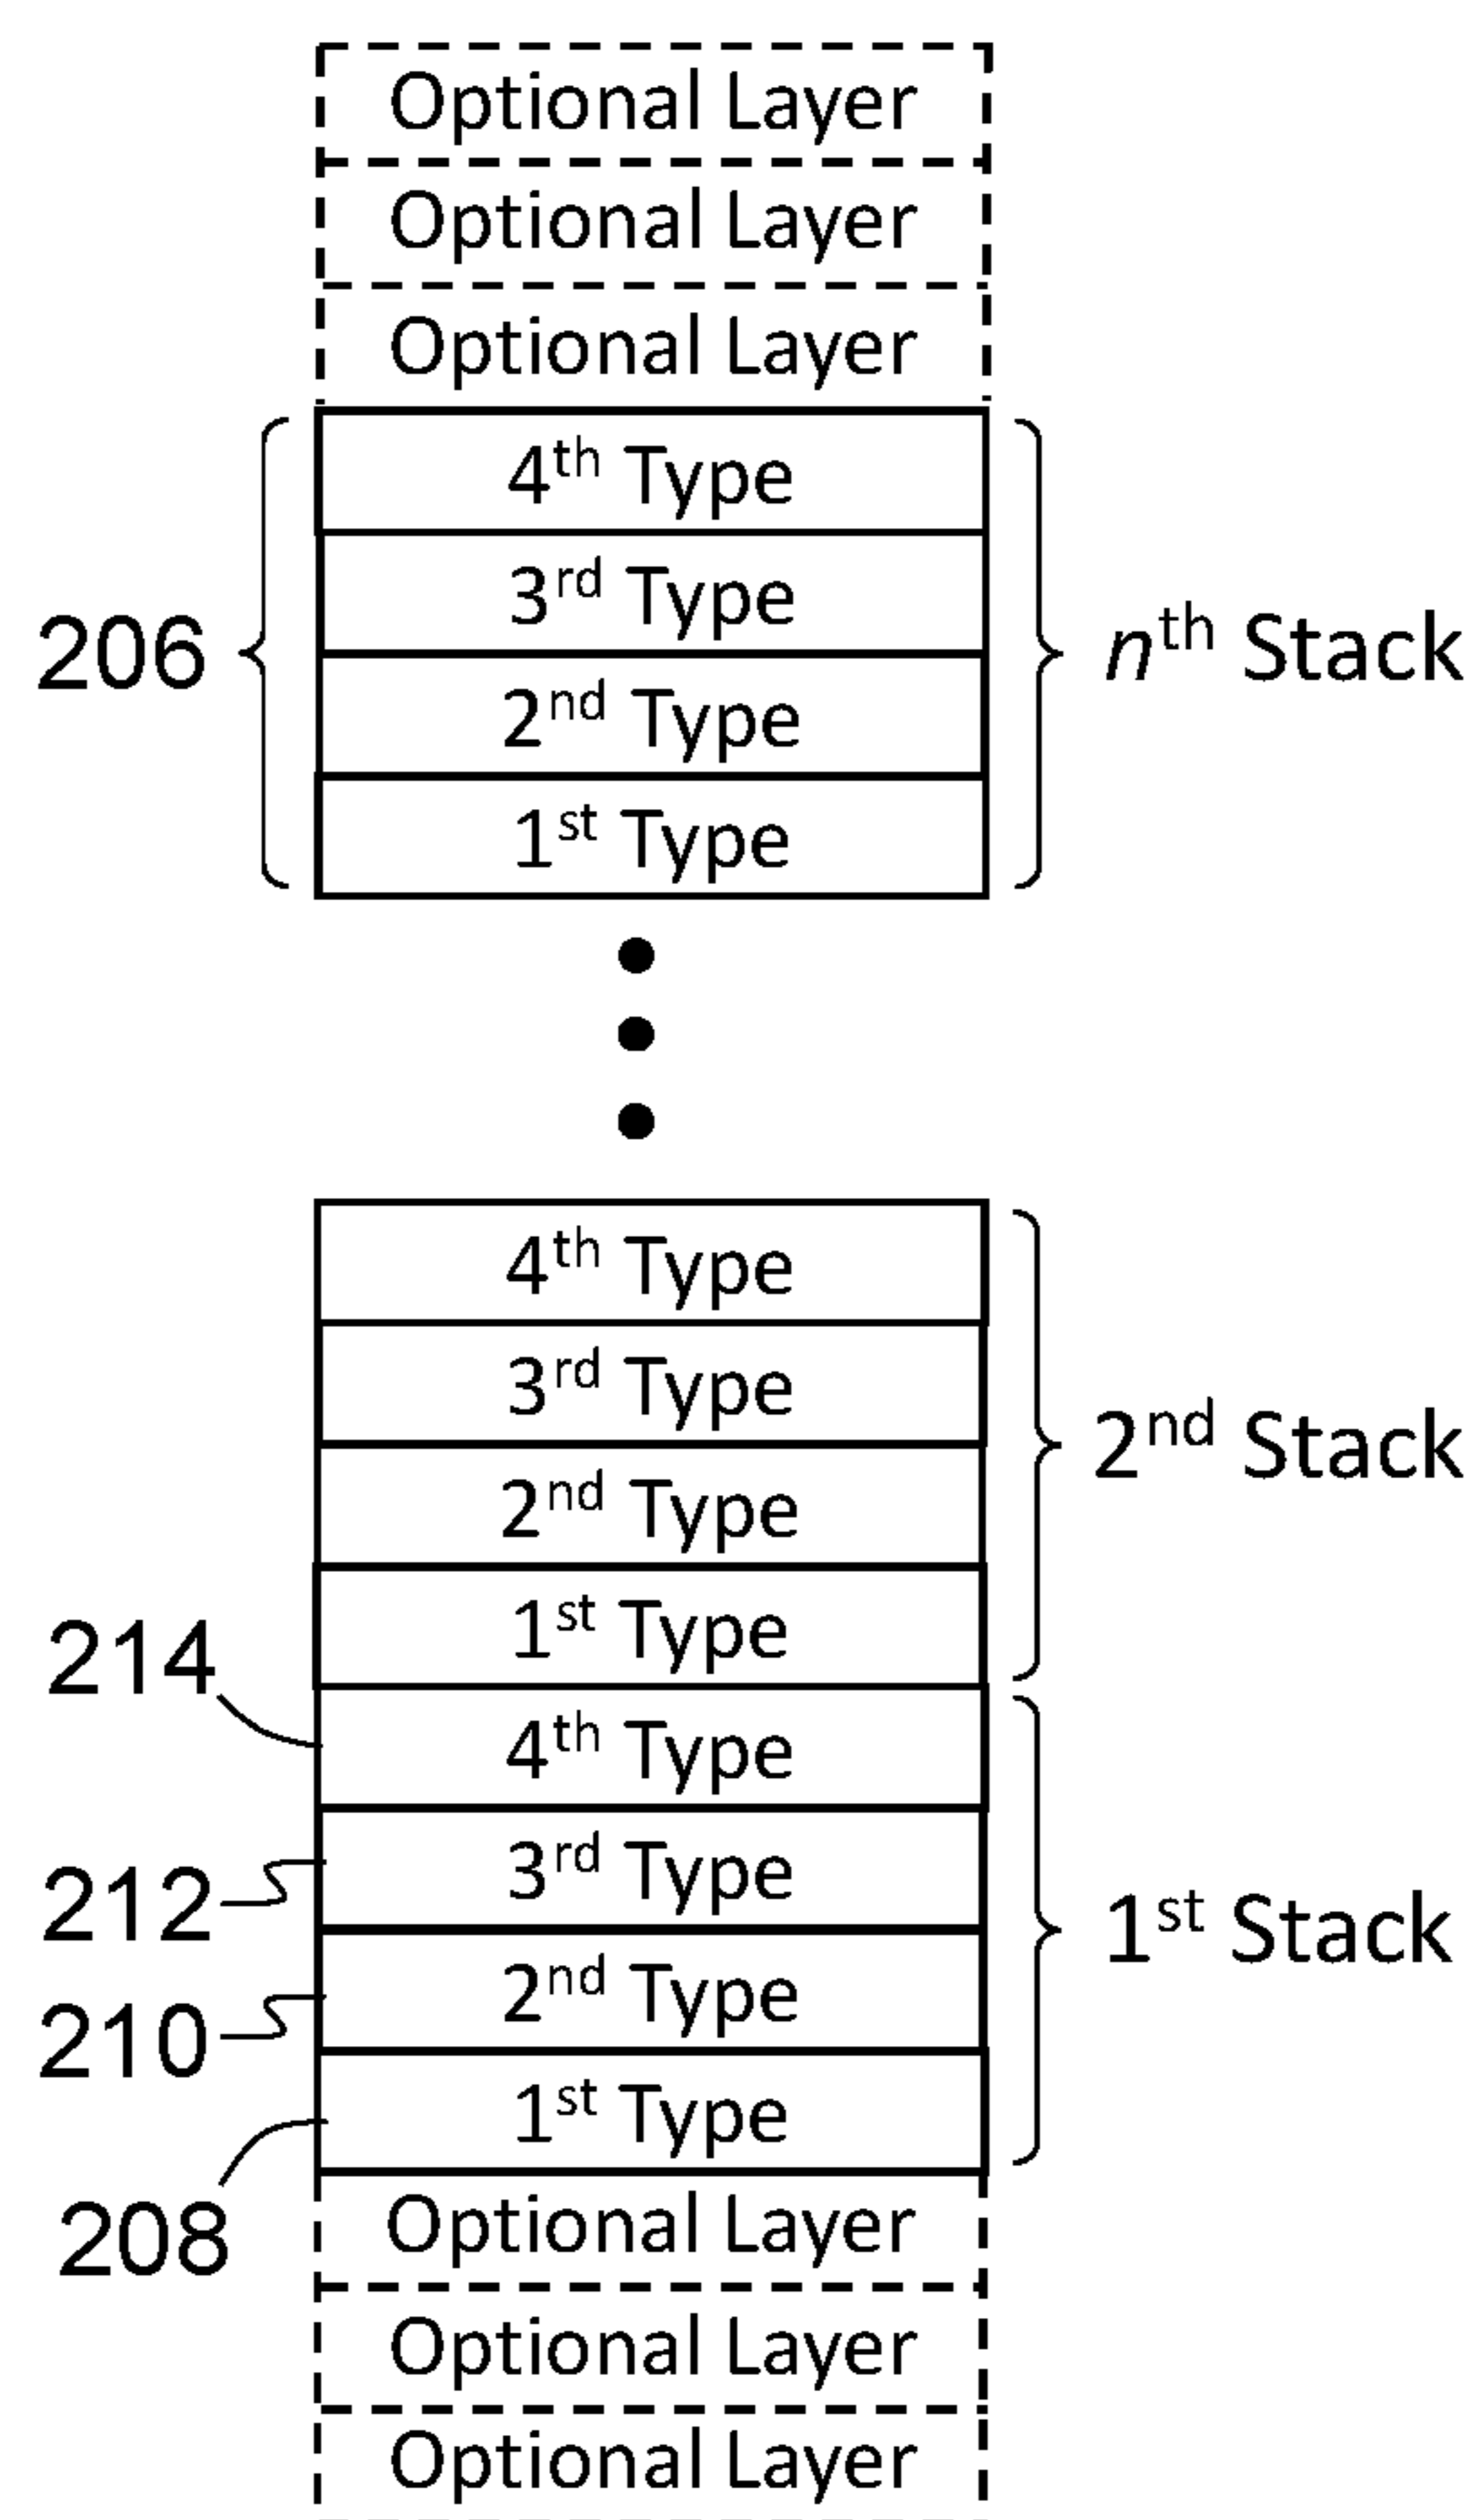 Optional Layer
Optional Layer
Optional Layer
4th Type
3rd Type
206
nth Stack
2nd Type
1st Type
4th Type
3rd Type
2nd Stack
2nd Type
1st Type
214
4th Type
212
3rd Type
1st Stack
210
2nd Type
1st Type
208
Optional Layer
Optional Layer
Optional Layer